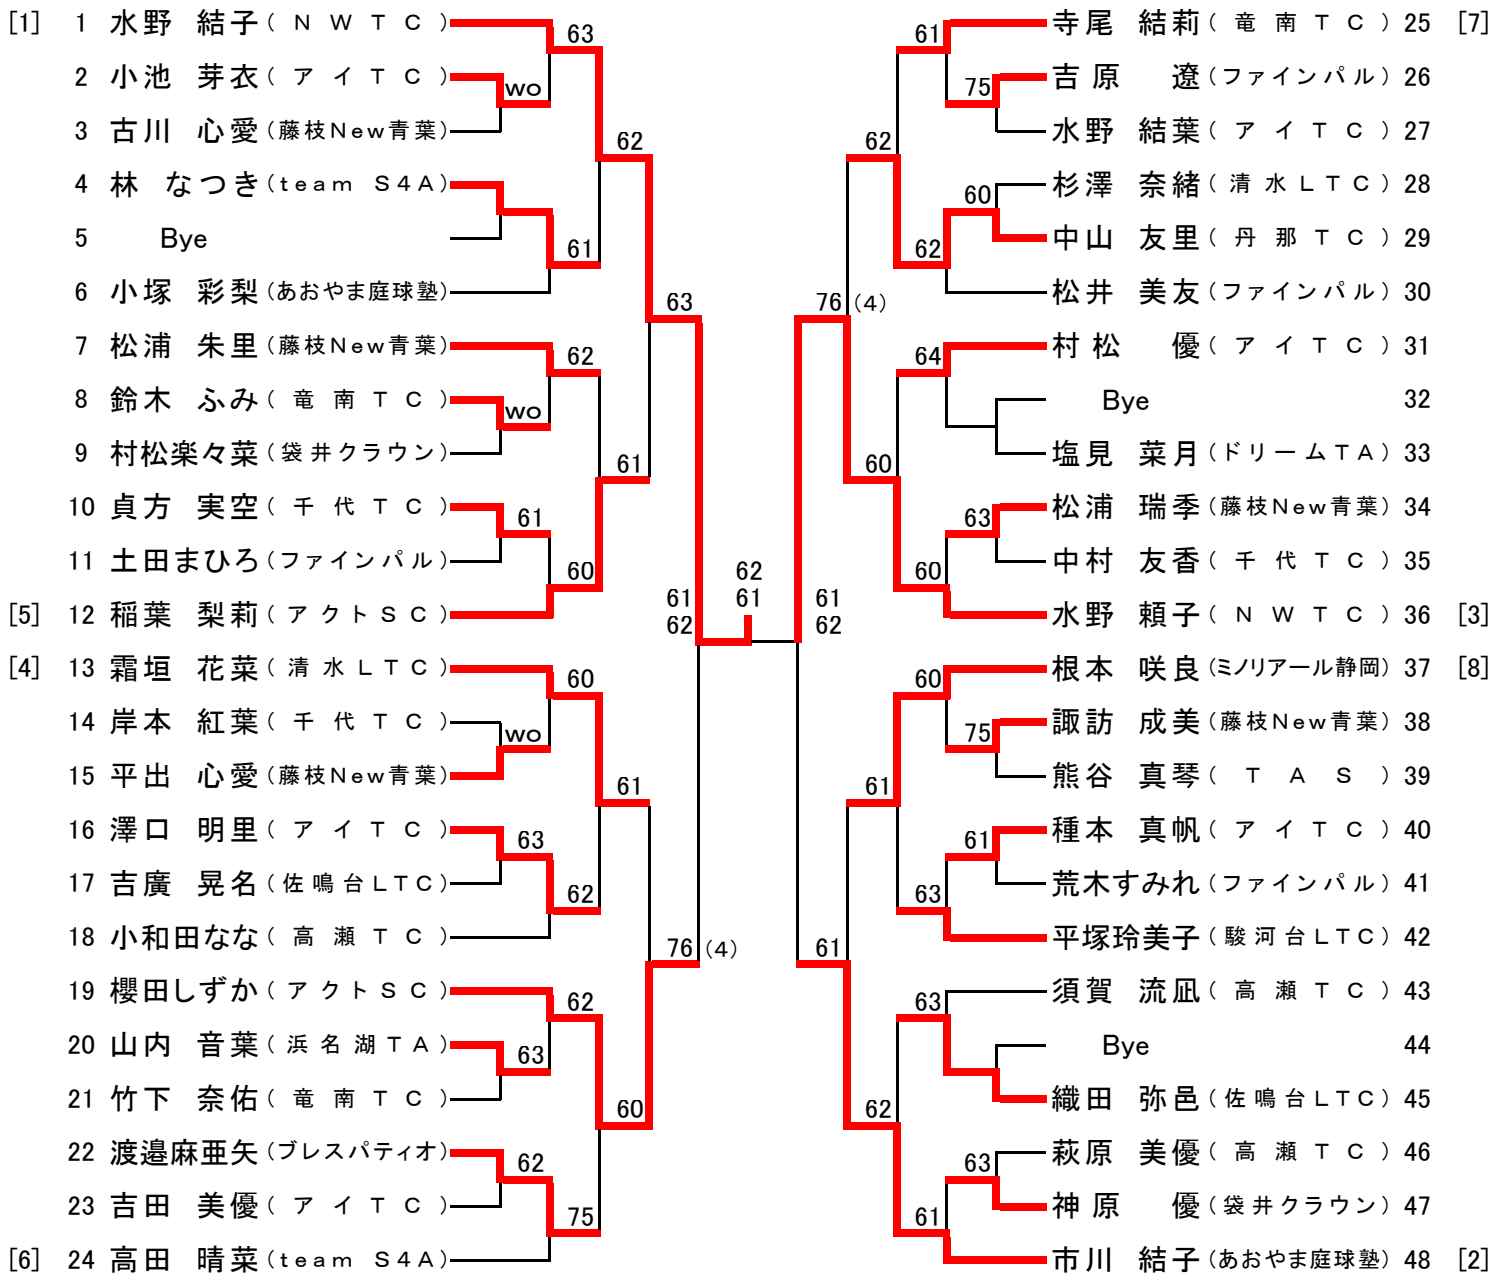 [1] 1 水野 結子 (NWTC)
63
2 小池 芽衣 (アイTC)
wo
3 古川 心愛 (藤枝New青葉)
62
4 林 なつき (team S4A)
5 Bye
61
6 小塚 彩梨 (あおやま庭球塾)
63
7 松浦 朱里 (藤枝New青葉)
62
8 鈴木 ふみ (竜南TC)
wo
9 村松楽々菜 (袋井クラウン)
61
10 貞方 実空 (千代TC)
61
11 土田まひろ (ファインパル)
60
[5] 12 稲葉 梨莉 (アクトSC)
61
62
[4] 13 霜垣 花菜 (清水LTC)
60
14 岸本 紅葉 (千代TC)
wo
15 平出 心愛 (藤枝New青葉)
61
16 澤口 明里 (アイTC)
63
17 吉廣 晃名 (佐鳴台LTC)
62
18 小和田なな (高瀬TC)
76 (4)
19 櫻田しずか (アクトSC)
62
20 山内 音葉 (浜名湖TA)
63
21 竹下 奈佑 (竜南TC)
60
22 渡邉麻亜矢 (ブレスパティオ)
62
23 吉田 美優 (アイTC)
75
[6] 24 高田 晴菜 (team S4A)
62
61
寺尾 結莉 (竜南TC) 25 [7]
61
吉原 遼 (ファインパル) 26
75
水野 結葉 (アイTC) 27
62
杉澤 奈緒 (清水LTC) 28
60
中山 友里 (丹那TC) 29
62
松井 美友 (ファインパル) 30
76 (4)
村松 優 (アイTC) 31
64
Bye 32
塩見 菜月 (ドリームTA) 33
60
松浦 瑞季 (藤枝New青葉) 34
63
中村 友香 (千代TC) 35
60
水野 頼子 (NWTC) 36 [3]
61
62
根本 咲良 (ミノリアール静岡) 37 [8]
60
諏訪 成美 (藤枝New青葉) 38
75
熊谷 真琴 (TAS) 39
61
種本 真帆 (アイTC) 40
61
荒木すみれ (ファインパル) 41
63
平塚玲美子 (駿河台LTC) 42
61
須賀 流凪 (高瀬TC) 43
63
Bye 44
織田 弥邑 (佐鳴台LTC) 45
62
萩原 美優 (高瀬TC) 46
63
神原 優 (袋井クラウン) 47
61
市川 結子 (あおやま庭球塾) 48 [2]